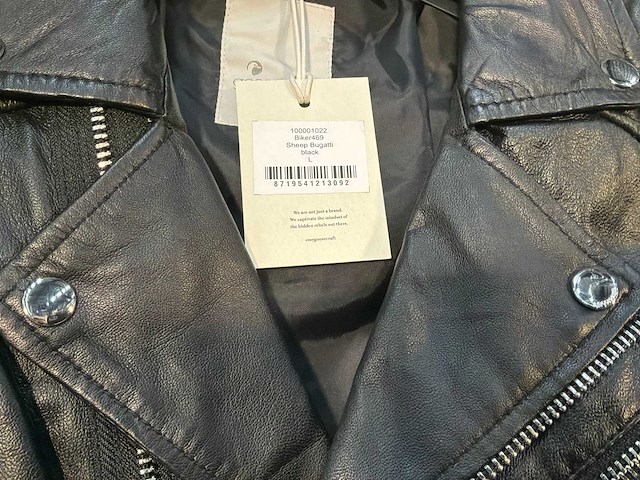 100001022
Biker469
Sheep Bugatti
black
L
8719541213092
We are not just a brand.
We captivate the mindset of
the hidden rebels out there.